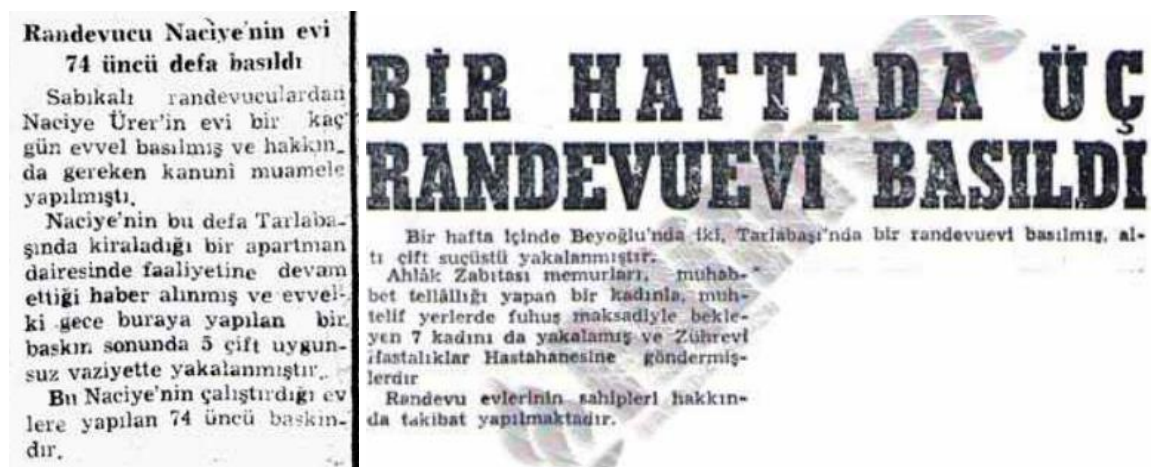 Randevucu Naciye'nin evi
74 üncü defa basıldı
Sabıkalı randevuculardan
Naciye Ürer'in evi bir kaç
gün evvel basılmış ve hakkın_
da gereken kanuni muamele
yapılmıştı.
Naciye'nin bu defa Tarlaba-
şında kiraladığı bir apartman
dairesinde faaliyetine devam
ettiği haber alınmış ve evvel-
ki gece buraya yapılan bir
baskın sonunda 5 çift uygun-
suz vaziyette yakalanmıştır.
Bu Naciye'nin çalıştırdığı ev
lere yapılan 74 üncü baskın-
dır.
BİR HAFTADA ÜÇ
RANDEVUEVİ BASILDI
Bir hafta içinde Beyoğlu'nda iki, Tarlabaşı'nda bir randevuevi basılmış, al-
tı çift suçüstü yakalanmıştır.
Ahlâk Zabıtası memurları, muhab-
bet tellâllığı yapan bir kadınla, muh-
telif yerlerde fuhuş maksadiyle bekle-
yen 7 kadını da yakalamış ve Zührevi
Hastalıklar Hastahanesine göndermiş-
lerdir
Randevu evlerinin sahipleri hakkın-
da takibat yapılmaktadır.